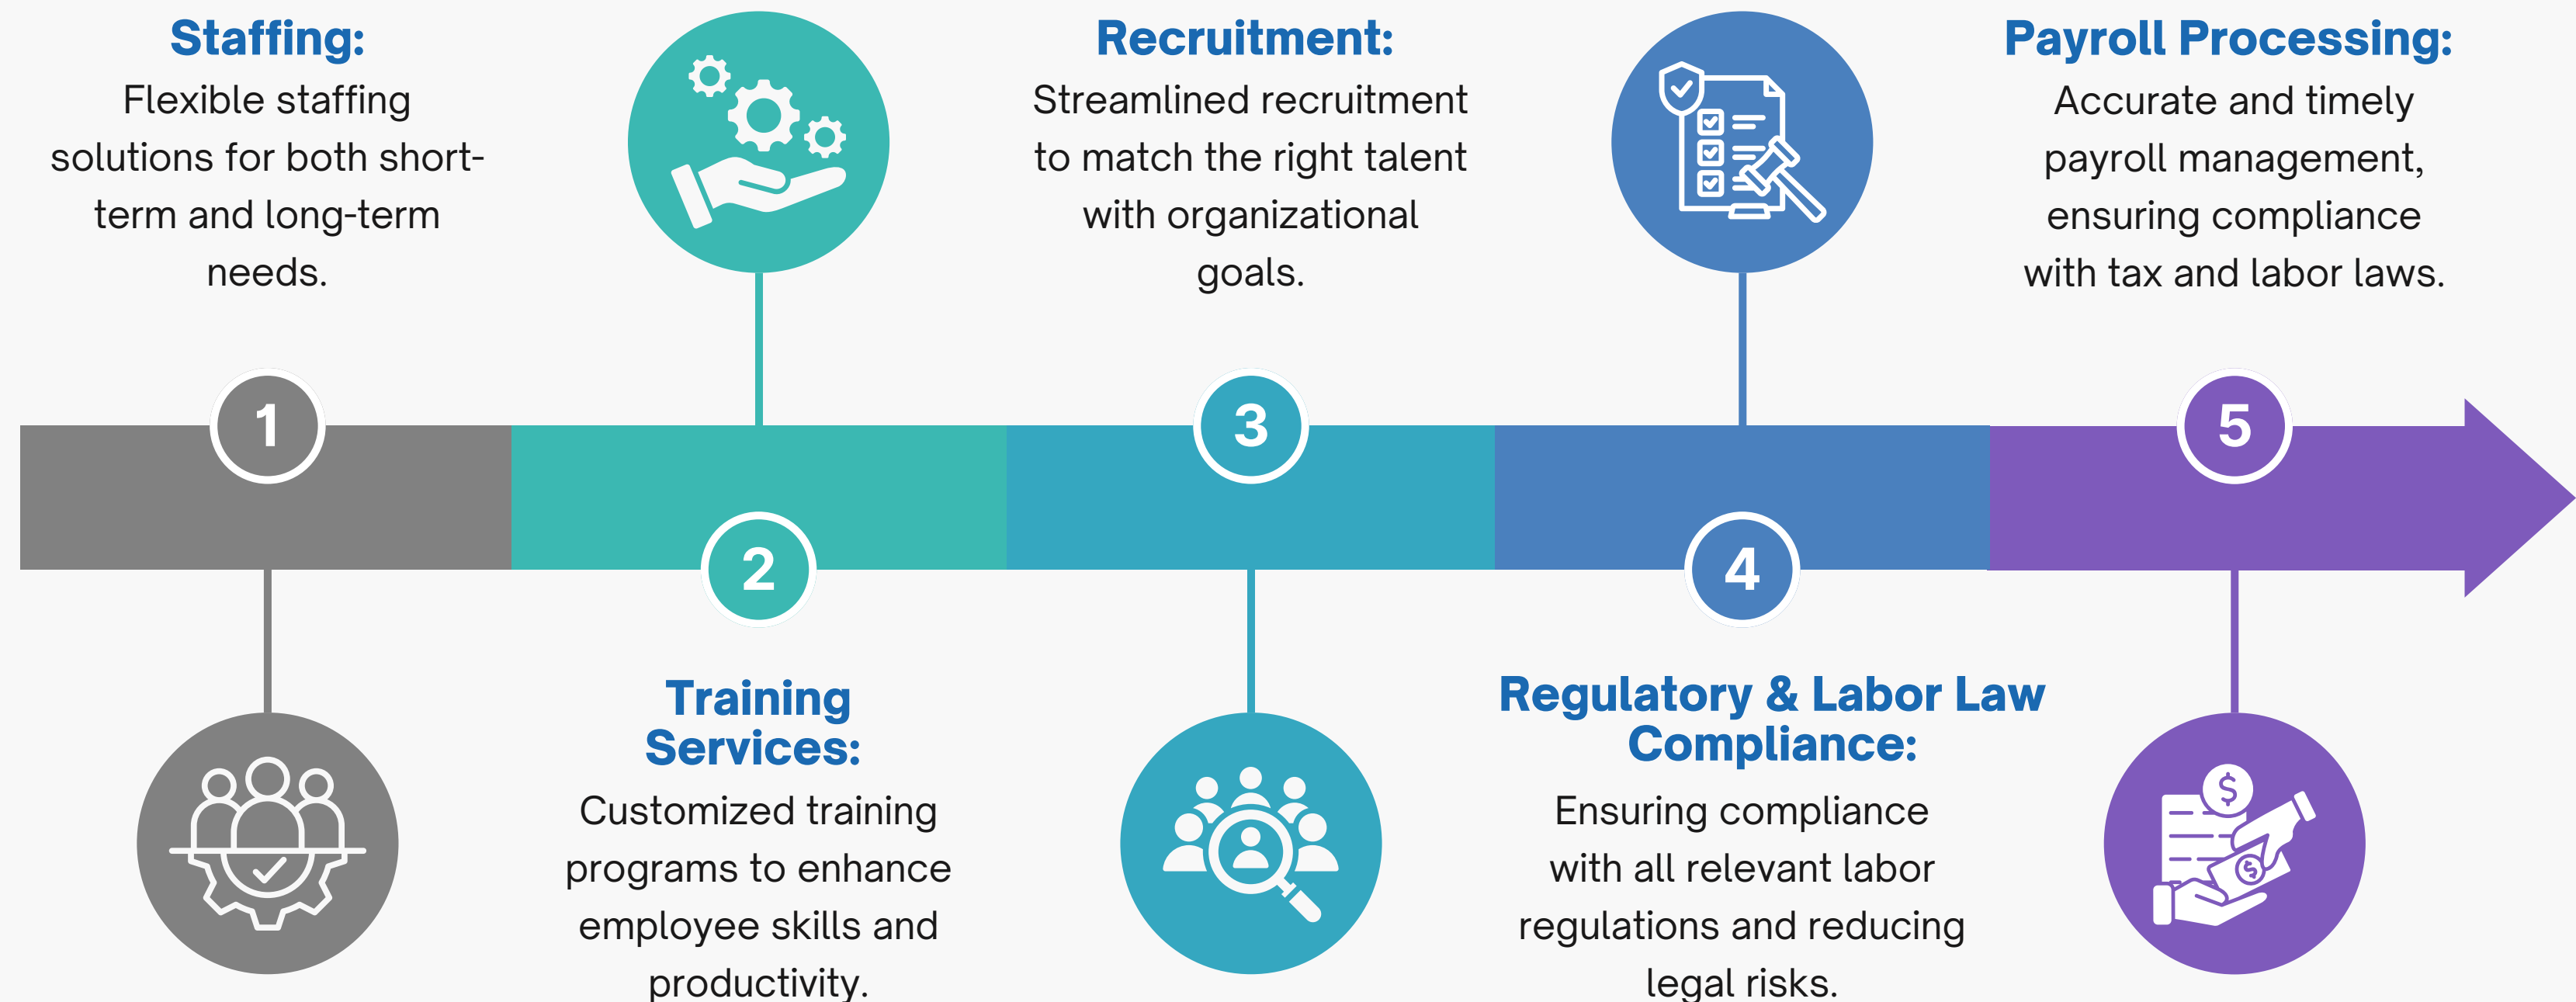 Staffing:
Flexible staffing
solutions for both short-
term and long-term
needs.
1
2
Training
Services:
Customized training
programs to enhance
employee skills and
productivity.
Recruitment:
Streamlined recruitment
to match the right talent
with organizational
goals.
3
4
Regulatory & Labor Law
Compliance:
Ensuring compliance
with all relevant labor
regulations and reducing
legal risks.
Payroll Processing:
Accurate and timely
payroll management,
ensuring compliance
with tax and labor laws.
5
$
$